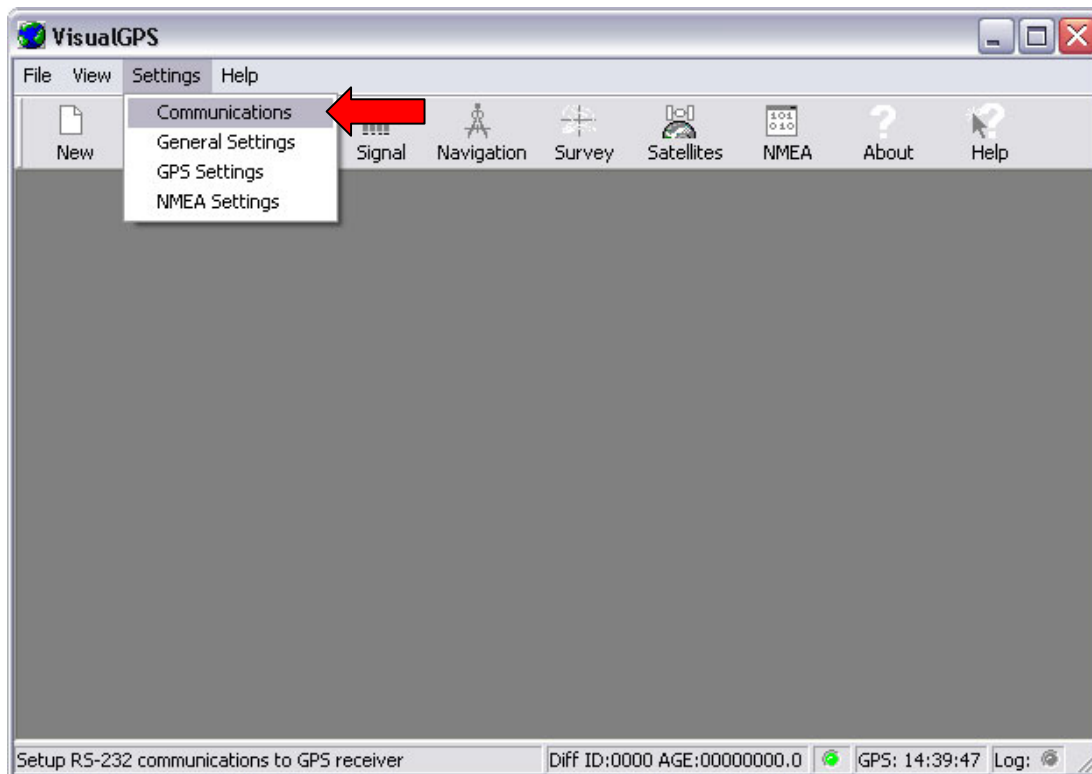 VisualGPS
File View Settings Help
Communications
General Settings
GPS Settings
NMEA Settings
New Signal Navigation Survey Satellites NMEA About Help
Setup RS-232 communications to GPS receiver Diff ID:0000 AGE:00000000.0 GPS: 14:39:47 Log: